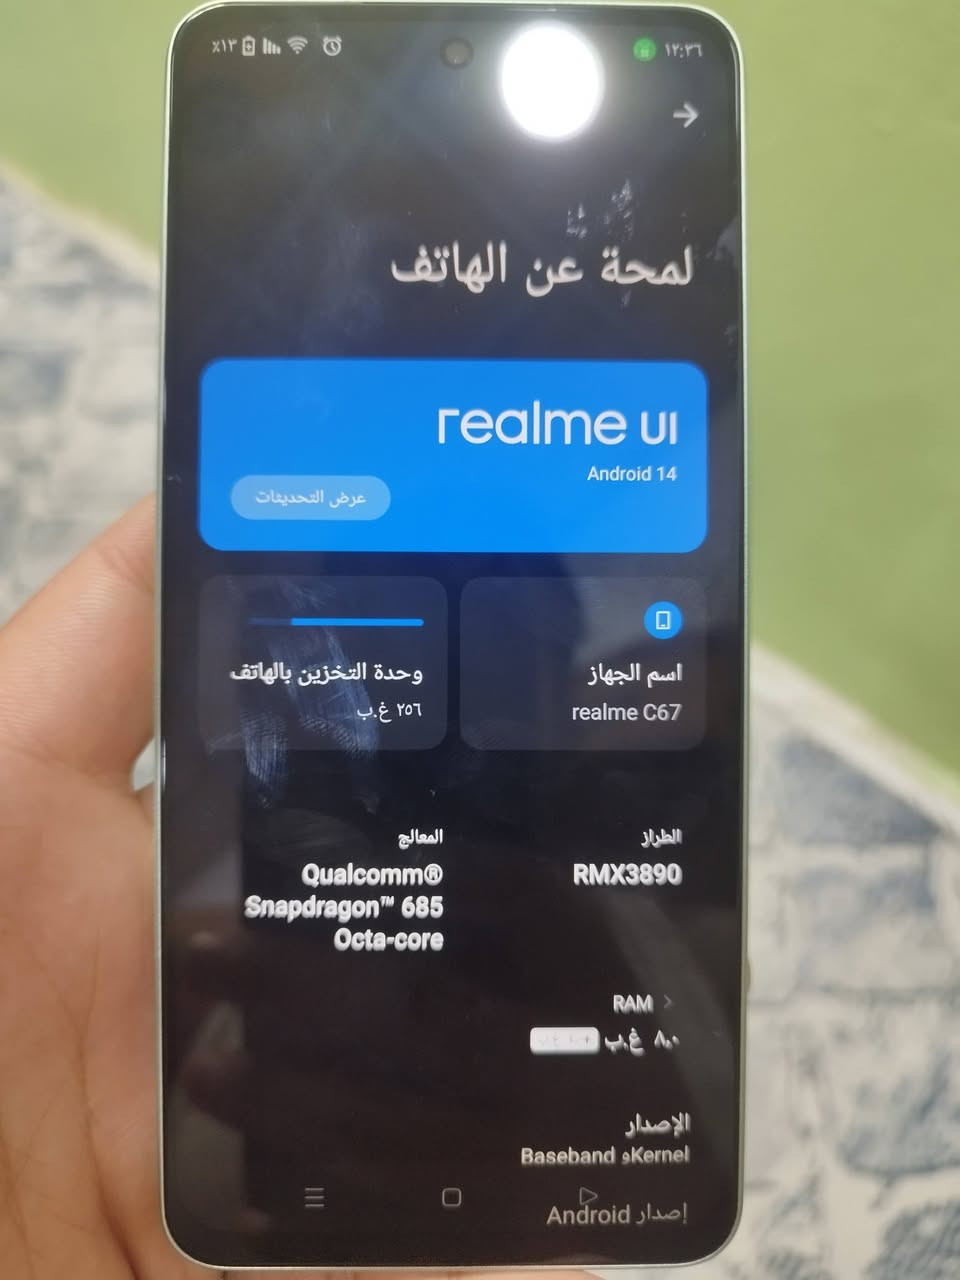 ١٢:٣٦
٪١٣
لمحة عن الهاتف
realme UI
Android 14
عرض التحديثات
اسم الجهاز
realme C67
وحدة التخزين بالهاتف
٢٥٦ غ.ب
الطراز
RMX3890
المعالج
Qualcomm®
Snapdragon™ 685
Octa-core
RAM
٨,٠ غ.ب
الإصدار
Baseband وKernel
إصدار Android